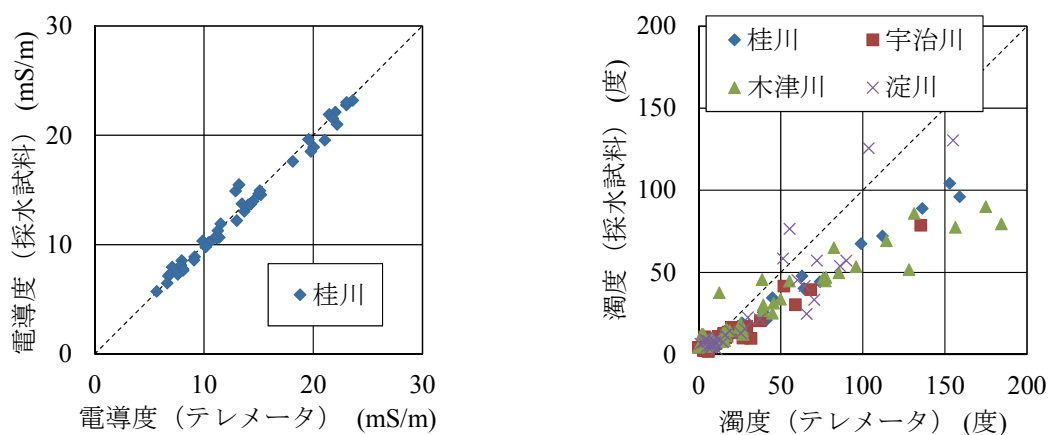 電導度（採水試料） (mS/m)
30
20
10
0
0 10 20 30
電導度（テレメータ） (mS/m)
桂川
濁度（採水試料） (度)
200
150
100
50
0
0 50 100 150 200
濁度（テレメータ） (度)
桂川 宇治川
木津川 淀川